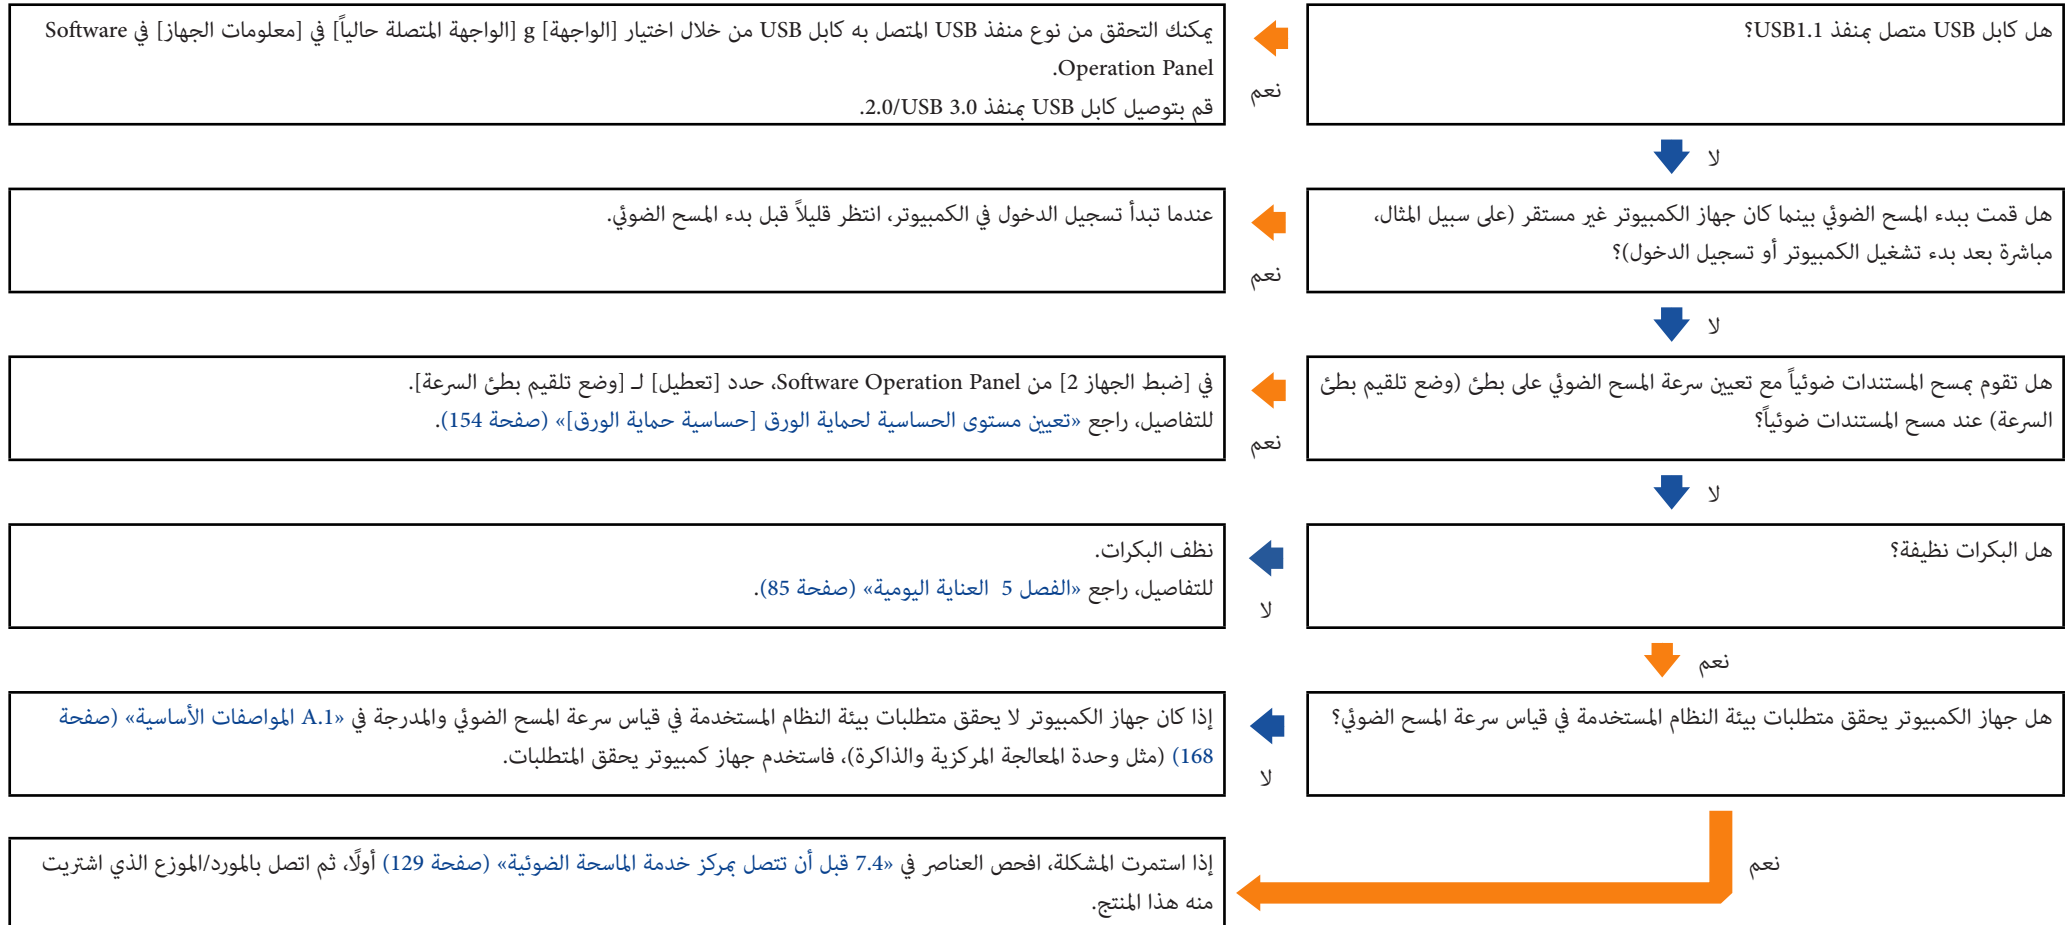 هل كابل USB متصل بمنفذ USB1.1؟
نعم
يمكنك التحقق من نوع منفذ USB المتصل به كابل USB من خلال اختيار [الواجهة] g [الواجهة المتصلة حالياً] في [معلومات الجهاز] في Software
Operation Panel.
قم بتوصيل كابل USB بمنفذ USB 3.0/2.0.
لا
هل قمت ببدء المسح الضوئي بينما كان جهاز الكمبيوتر غير مستقر (على سبيل المثال،
مباشرة بعد بدء تشغيل الكمبيوتر أو تسجيل الدخول)؟
نعم
عندما تبدأ تسجيل الدخول في الكمبيوتر، انتظر قليلاً قبل بدء المسح الضوئي.
لا
هل تقوم بمسح المستندات ضوئياً مع تعيين سرعة المسح الضوئي على بطئ (وضع تلقيم بطئ
السرعة) عند مسح المستندات ضوئياً؟
نعم
في [ضبط الجهاز 2] من Software Operation Panel، حدد [تعطيل] لـ [وضع تلقيم بطئ السرعة].
للتفاصيل، راجع «تعيين مستوى الحساسية لحماية الورق [حساسية حماية الورق]» (صفحة 154).
لا
هل البكرات نظيفة؟
لا
نظف البكرات.
للتفاصيل، راجع «الفصل 5 العناية اليومية» (صفحة 85).
نعم
هل جهاز الكمبيوتر يحقق متطلبات بيئة النظام المستخدمة في قياس سرعة المسح الضوئي؟
لا
إذا كان جهاز الكمبيوتر لا يحقق متطلبات بيئة النظام المستخدمة في قياس سرعة المسح الضوئي والمدرجة في «A.1 المواصفات الأساسية» (صفحة
168) (مثل وحدة المعالجة المركزية والذاكرة)، فاستخدم جهاز كمبيوتر يحقق المتطلبات.
نعم
إذا استمرت المشكلة، افحص العناصر في «7.4 قبل أن تتصل بمركز خدمة الماسحة الضوئية» (صفحة 129) أولًا، ثم اتصل بالمورد/الموزع الذي اشتريت
منه هذا المنتج.